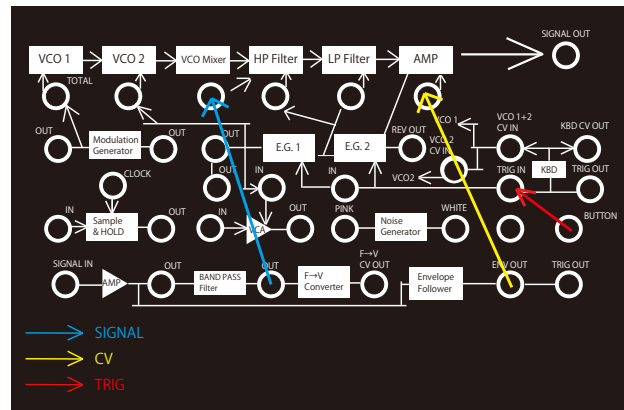 SIGNAL OUT
VCO 1
VCO 2
VCO Mixer
HP Filter
LP Filter
AMP
TOTAL
OUT
Modulation
Generator
OUT
OUT
E.G. 1
E.G. 2
REV OUT
VCO 1
VCO 2
CV IN
VCO 1+2
CV IN
KBD CV OUT
CLOCK
OUT
IN
IN
VCO2
TRIG IN
KBD
TRIG OUT
IN
Sample
& HOLD
OUT
IN
VCA
OUT
PINK
Noise
Generator
WHITE
BUTTON
SIGNAL IN
AMP
OUT
BAND PASS
Filter
OUT
F→V
Converter
F→V
CV OUT
Envelope
Follower
ENV OUT
TRIG OUT
SIGNAL
CV
TRIG